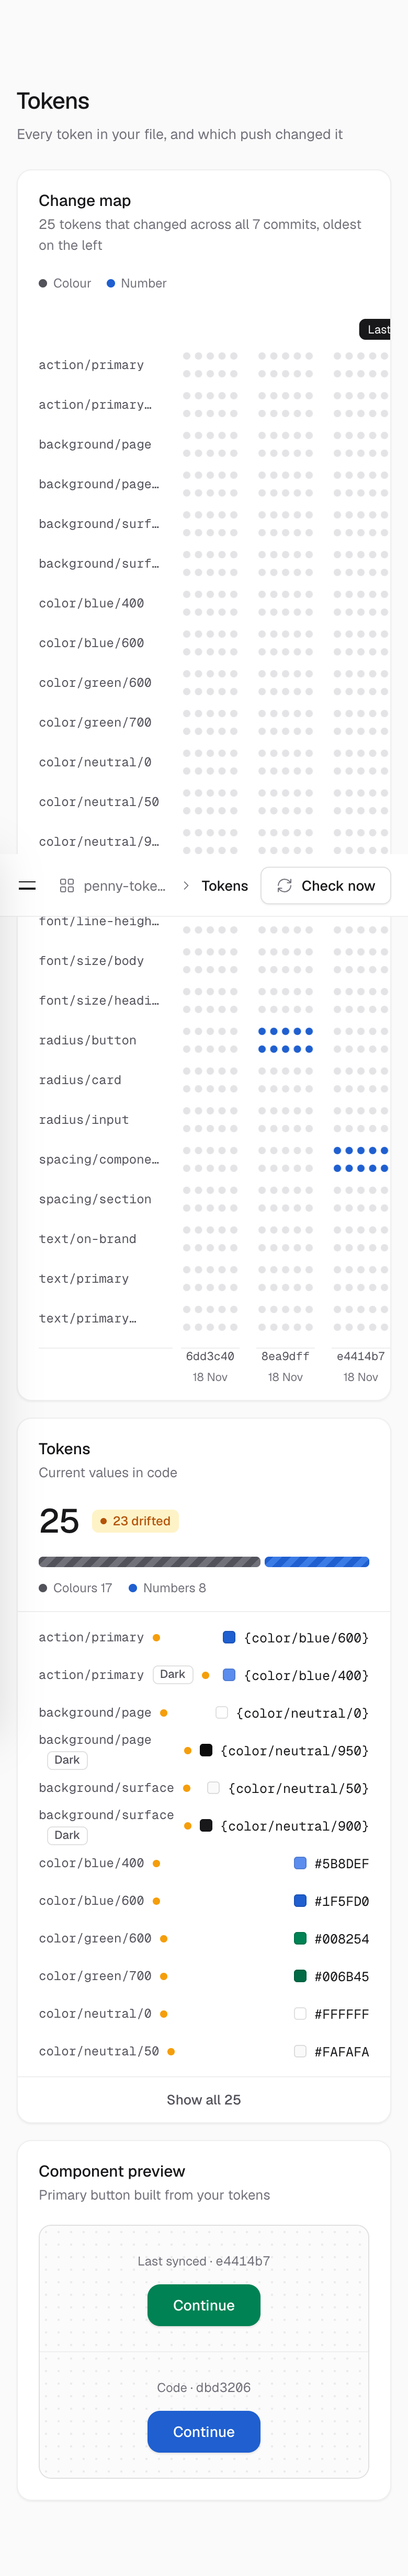 Tokens
Every token in your file, and which push changed it
Change map
25 tokens that changed across all 7 commits, oldest
on the left
Colour Number
Last
action/primary
action/primary…
background/page
background/page…
background/surf…
background/surf…
color/blue/400
color/blue/600
color/green/600
color/green/700
color/neutral/0
color/neutral/50
color/neutral/9…
penny-toke… Tokens Check now
font/line-heigh…
font/size/body
font/size/headi…
radius/button
radius/card
radius/input
spacing/compone…
spacing/section
text/on-brand
text/primary
text/primary…
6dd3c40 8ea9dff e4414b7
18 Nov 18 Nov 18 Nov
Tokens
Current values in code
25 23 drifted
Colours 17 Numbers 8
action/primary {color/blue/600}
action/primary Dark {color/blue/400}
background/page {color/neutral/0}
background/page
Dark {color/neutral/950}
background/surface {color/neutral/50}
background/surface
Dark {color/neutral/900}
color/blue/400 #5B8DEF
color/blue/600 #1F5FD0
color/green/600 #008254
color/green/700 #006B45
color/neutral/0 #FFFFFF
color/neutral/50 #FAFAFA
Show all 25
Component preview
Primary button built from your tokens
Last synced · e4414b7
Continue
Code · dbd3206
Continue